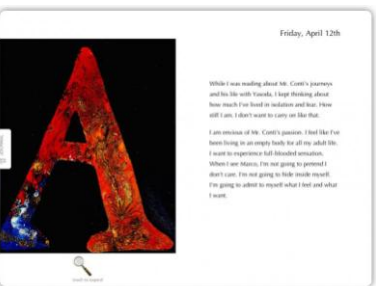 Friday, April 12th
A
While I was reading about Mr. Conti's journeys
and his life with Yasoda, I kept thinking about
how much I've lived in isolation and fear. How
still I am. I don't want to carry on like that.
I am envious of Mr. Conti's passion. I feel like I've
been living in an empty body for all my adult life.
I want to experience full-blooded sensation.
When I see Marco, I'm not going to pretend I
don't care. I'm not going to hide inside myself.
I'm going to admit to myself what I feel and what
I want.